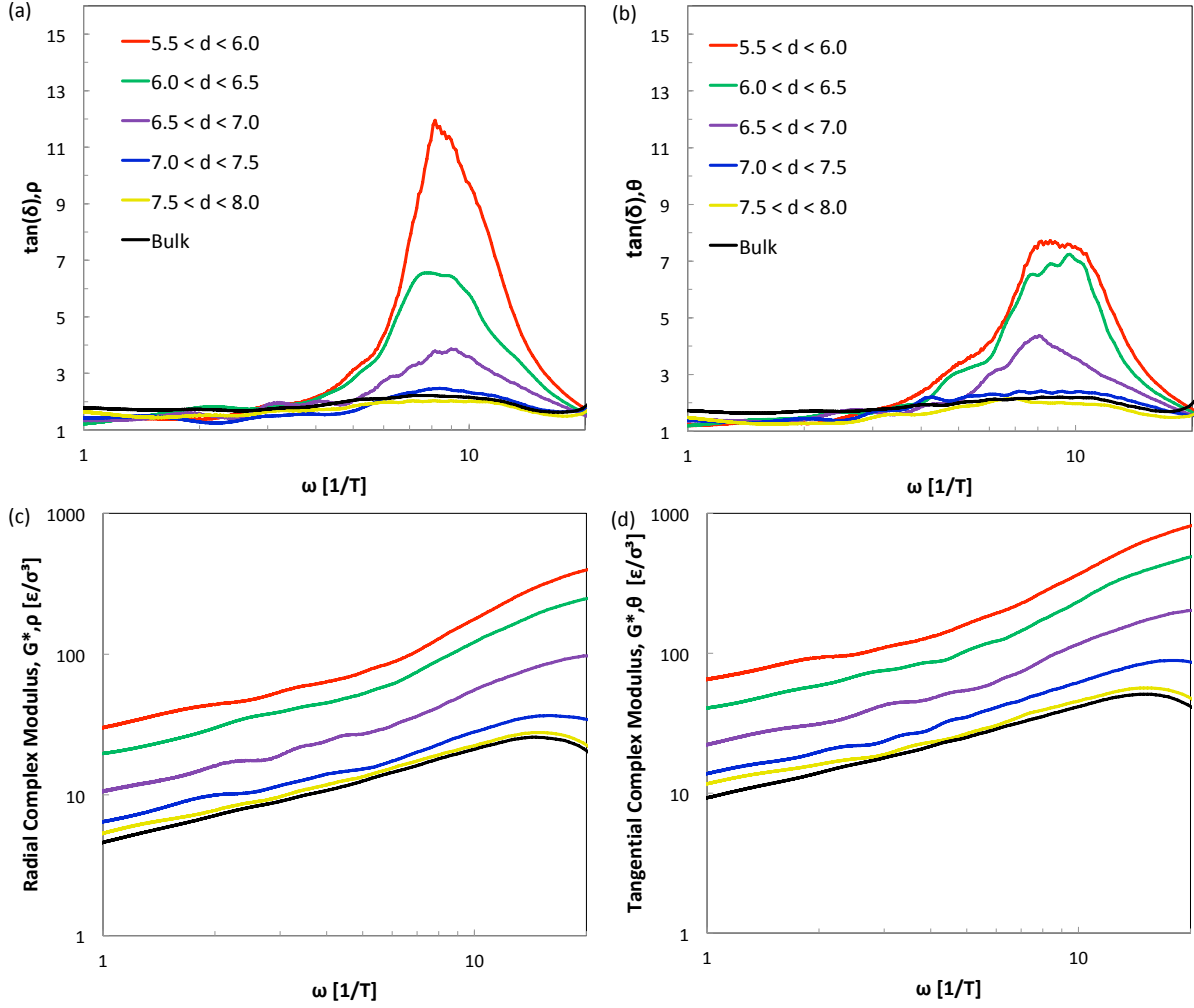 (a)
tan(δ),ρ
15
13
11
9
7
5
3
1
5.5 < d < 6.0
6.0 < d < 6.5
6.5 < d < 7.0
7.0 < d < 7.5
7.5 < d < 8.0
Bulk
1
10
ω [1/T]
(b)
tan(δ),θ
15
13
11
9
7
5
3
1
5.5 < d < 6.0
6.0 < d < 6.5
6.5 < d < 7.0
7.0 < d < 7.5
7.5 < d < 8.0
Bulk
1
10
ω [1/T]
(c)
Radial Complex Modulus, G*,ρ [ε/σ³]
1000
100
10
1
1
10
ω [1/T]
(d)
Tangential Complex Modulus, G*,θ [ε/σ³]
1000
100
10
1
1
10
ω [1/T]